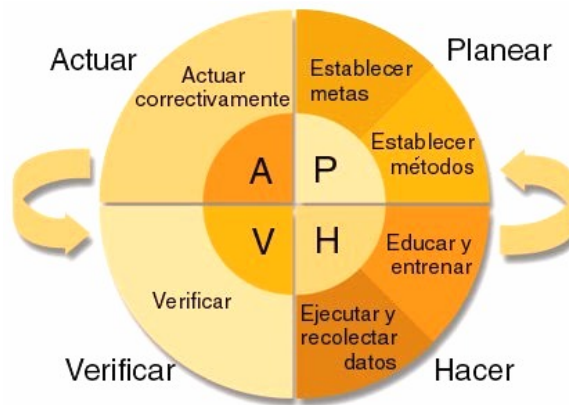 Actuar
Planear
Actuar
correctivamente
Establecer
metas
Establecer
métodos
A
P
V
H
Educar y
entrenar
Verificar
Ejecutar y
recolectar
datos
Verificar
Hacer